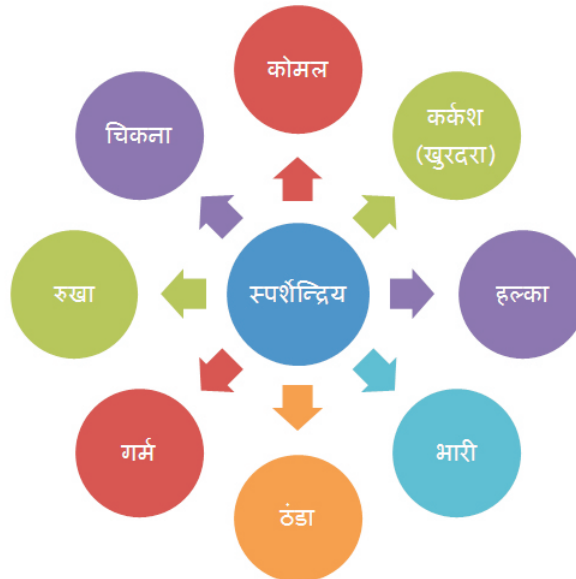 कोमल
कर्कश
(खुरदरा)
हल्का
भारी
ठंडा
गर्म
रुखा
चिकना
स्पर्शेन्द्रिय